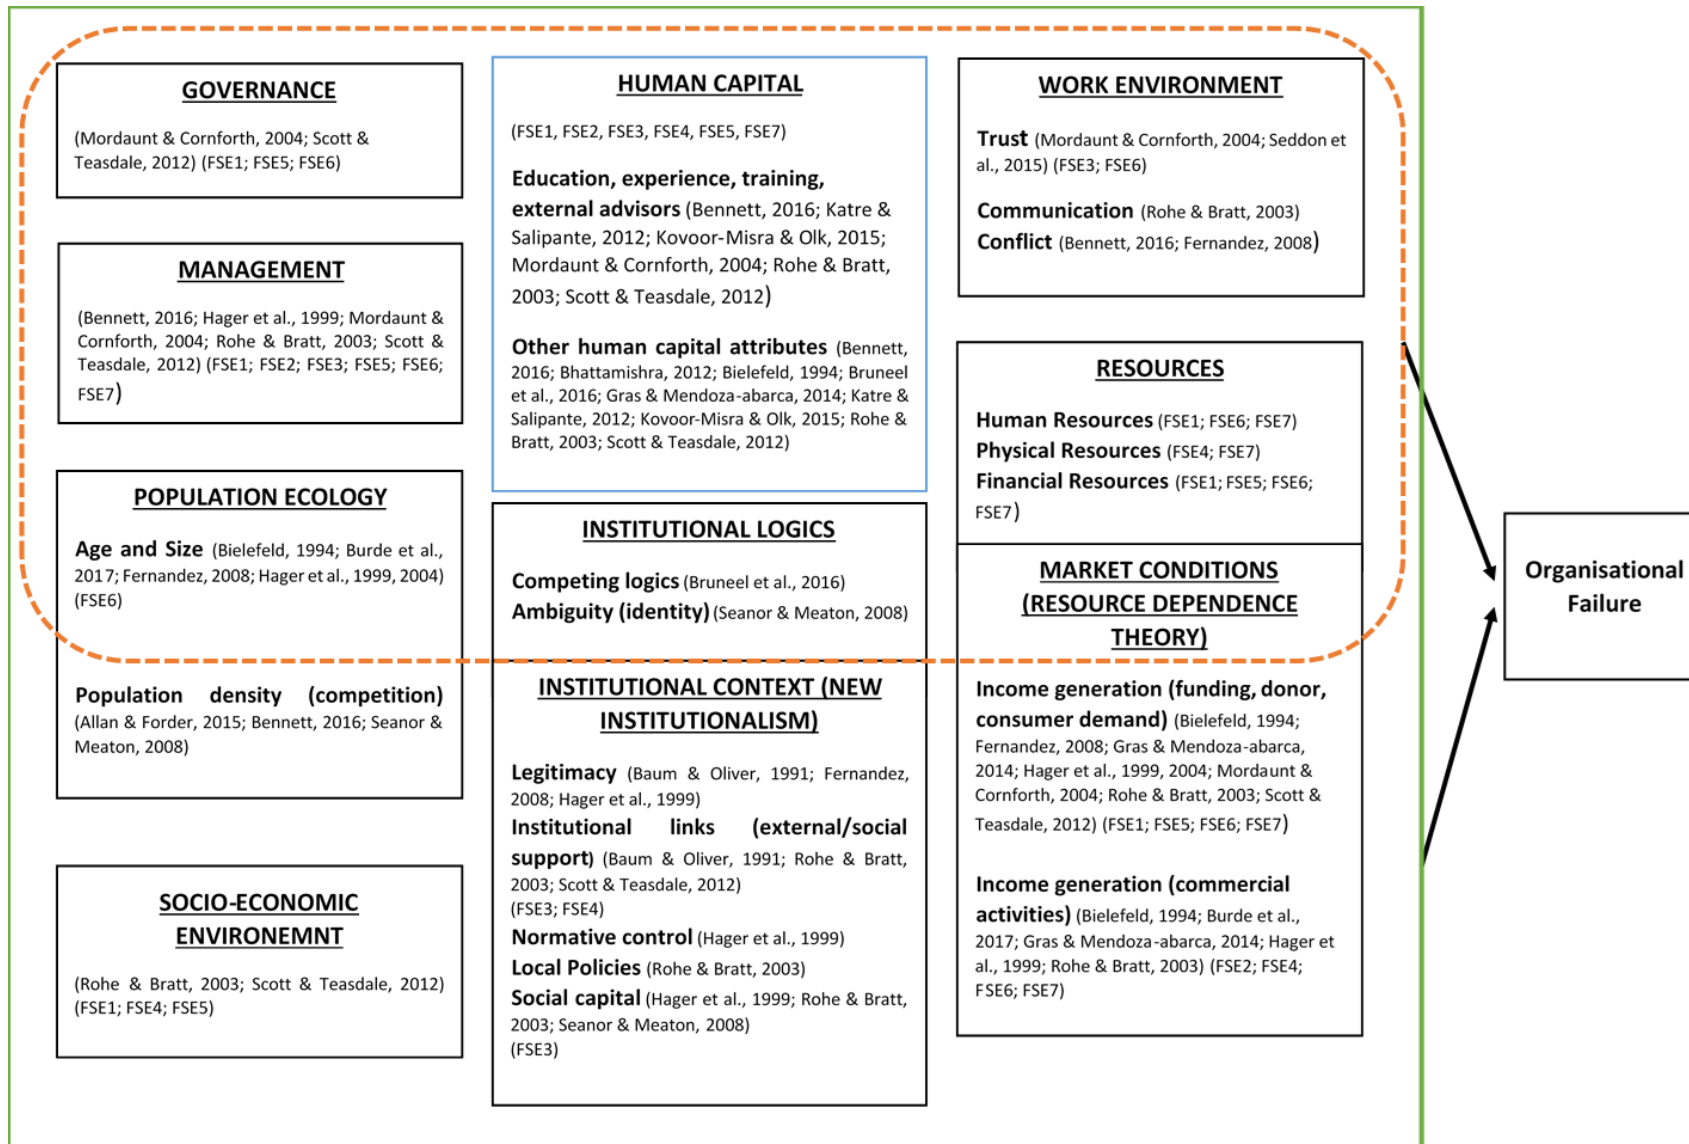 GOVERNANCE
(Mordaunt & Cornforth, 2004; Scott &
Teasdale, 2012) (FSE1; FSE5; FSE6)
MANAGEMENT
(Bennett, 2016; Hager et al., 1999; Mordaunt &
Cornforth, 2004; Rohe & Bratt, 2003; Scott &
Teasdale, 2012) (FSE1; FSE2; FSE3; FSE5; FSE6;
FSE7)
POPULATION ECOLOGY
Age and Size (Bielefeld, 1994; Burde et al.,
2017; Fernandez, 2008; Hager et al., 1999, 2004)
(FSE6)
Population density (competition)
(Allan & Forder, 2015; Bennett, 2016; Seanor &
Meaton, 2008)
SOCIO-ECONOMIC
ENVIRONEMNT
(Rohe & Bratt, 2003; Scott & Teasdale, 2012)
(FSE1; FSE4; FSE5)
HUMAN CAPITAL
(FSE1, FSE2, FSE3, FSE4, FSE5, FSE7)
Education, experience, training,
external advisors (Bennett, 2016; Katre &
Salipante, 2012; Kovoor-Misra & Olk, 2015;
Mordaunt & Cornforth, 2004; Rohe & Bratt,
2003; Scott & Teasdale, 2012)
Other human capital attributes (Bennett,
2016; Bhattamishra, 2012; Bielefeld, 1994; Bruneel
et al., 2016; Gras & Mendoza-abarca, 2014; Katre &
Salipante, 2012; Kovoor-Misra & Olk, 2015; Rohe &
Bratt, 2003; Scott & Teasdale, 2012)
INSTITUTIONAL LOGICS
Competing logics (Bruneel et al., 2016)
Ambiguity (identity) (Seanor & Meaton, 2008)
INSTITUTIONAL CONTEXT (NEW
INSTITUTIONALISM)
Legitimacy (Baum & Oliver, 1991; Fernandez,
2008; Hager et al., 1999)
Institutional links (external/social
support) (Baum & Oliver, 1991; Rohe & Bratt,
2003; Scott & Teasdale, 2012)
(FSE3; FSE4)
Normative control (Hager et al., 1999)
Local Policies (Rohe & Bratt, 2003)
Social capital (Hager et al., 1999; Rohe & Bratt,
2003; Seanor & Meaton, 2008)
(FSE3)
WORK ENVIRONMENT
Trust (Mordaunt & Cornforth, 2004; Seddon et
al., 2015) (FSE3; FSE6)
Communication (Rohe & Bratt, 2003)
Conflict (Bennett, 2016; Fernandez, 2008)
RESOURCES
Human Resources (FSE1; FSE6; FSE7)
Physical Resources (FSE4; FSE7)
Financial Resources (FSE1; FSE5; FSE6;
FSE7)
MARKET CONDITIONS
(RESOURCE DEPENDENCE
THEORY)
Income generation (funding, donor,
consumer demand) (Bielefeld, 1994;
Fernandez, 2008; Gras & Mendoza-abarca,
2014; Hager et al., 1999, 2004; Mordaunt &
Cornforth, 2004; Rohe & Bratt, 2003; Scott &
Teasdale, 2012) (FSE1; FSE5; FSE6; FSE7)
Income generation (commercial
activities) (Bielefeld, 1994; Burde et al.,
2017; Gras & Mendoza-abarca, 2014; Hager et
al., 1999; Rohe & Bratt, 2003) (FSE2; FSE4;
FSE6; FSE7)
Organisational
Failure